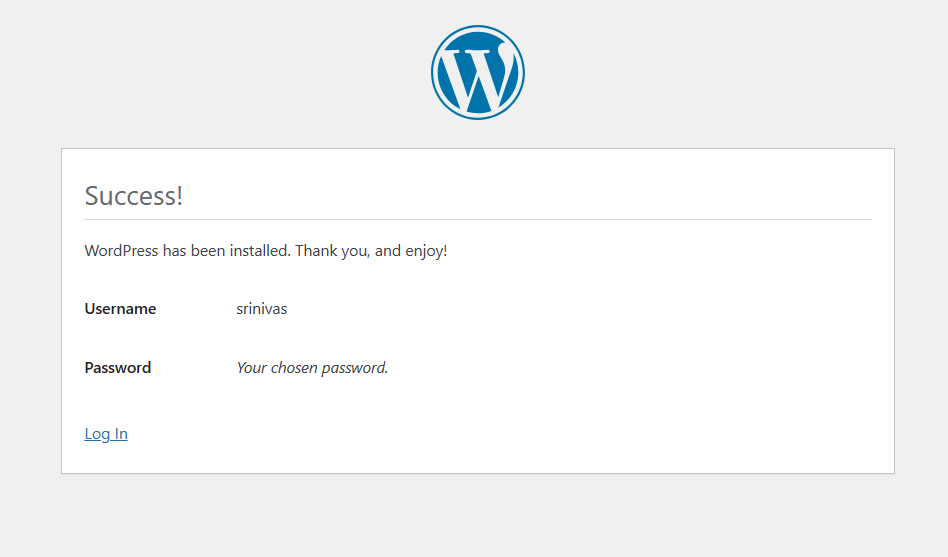 Success!
WordPress has been installed. Thank you, and enjoy!
Username srinivas
Password Your chosen password.
Log In